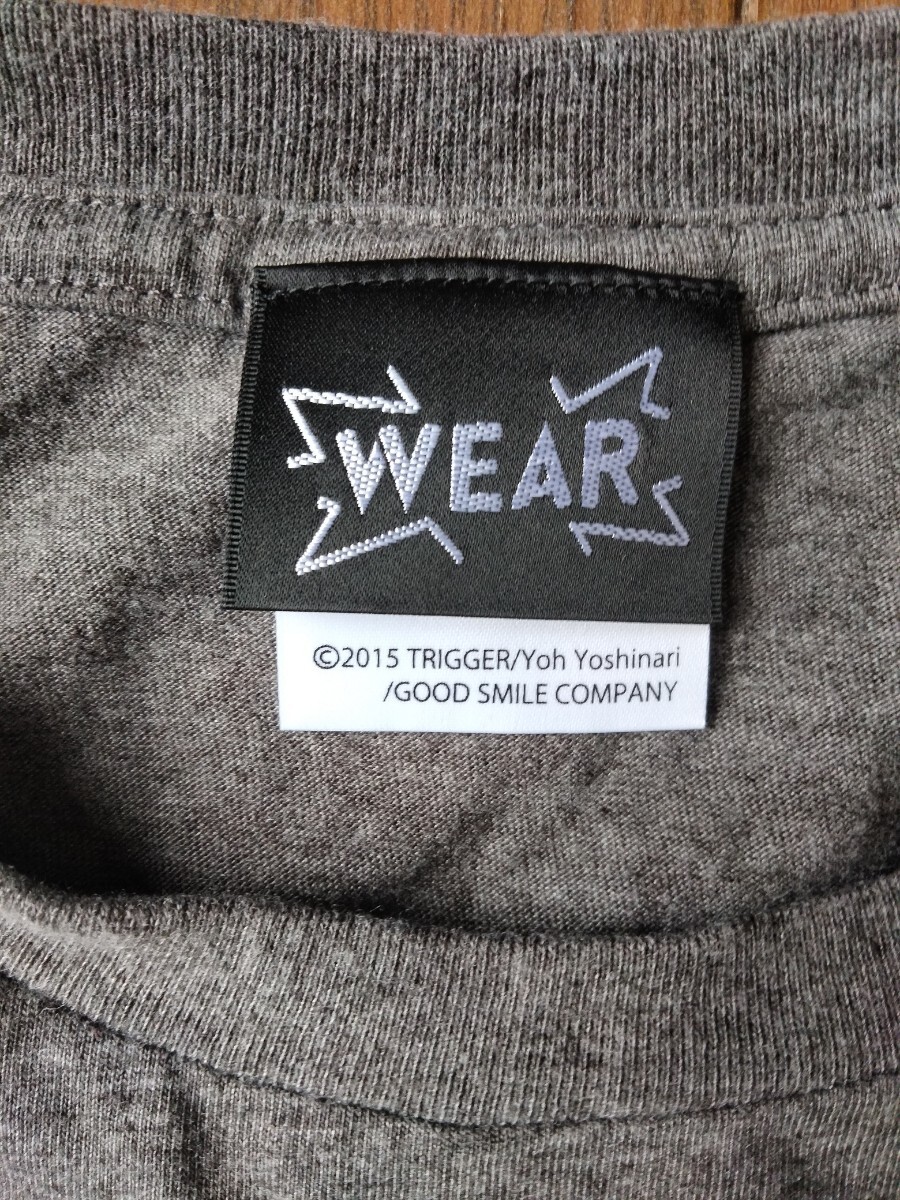 WEAR
©2015 TRIGGER/Yoh Yoshinari
/GOOD SMILE COMPANY